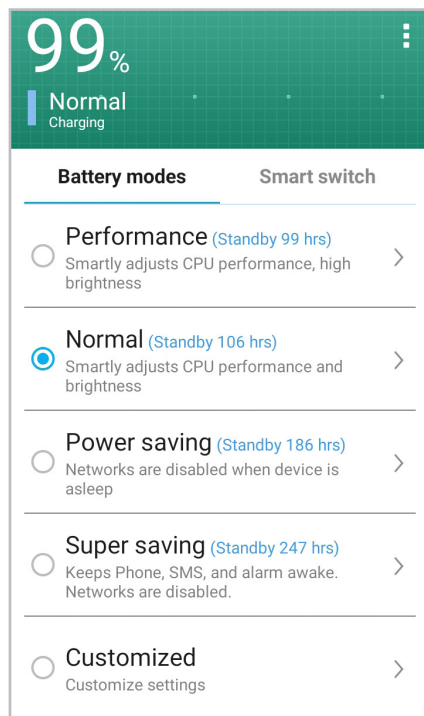 99%
Normal
Charging
Battery modes
Smart switch
Performance (Standby 99 hrs)
Smartly adjusts CPU performance, high
brightness
Normal (Standby 106 hrs)
Smartly adjusts CPU performance and
brightness
Power saving (Standby 186 hrs)
Networks are disabled when device is
asleep
Super saving (Standby 247 hrs)
Keeps Phone, SMS, and alarm awake.
Networks are disabled.
Customized
Customize settings